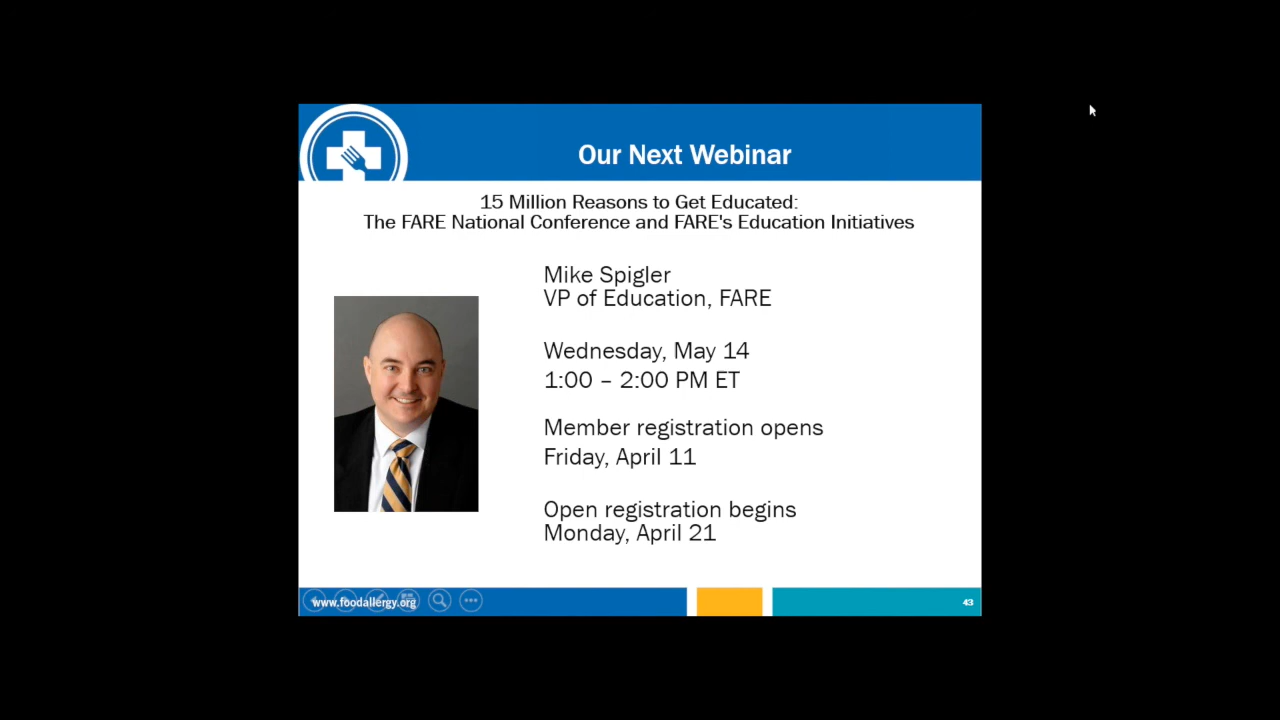 Our Next Webinar
15 Million Reasons to Get Educated:
The FARE National Conference and FARE's Education Initiatives
Mike Spigler
VP of Education, FARE
Wednesday, May 14
1:00 – 2:00 PM ET
Member registration opens
Friday, April 11
Open registration begins
Monday, April 21
www.foodallergy.org
43